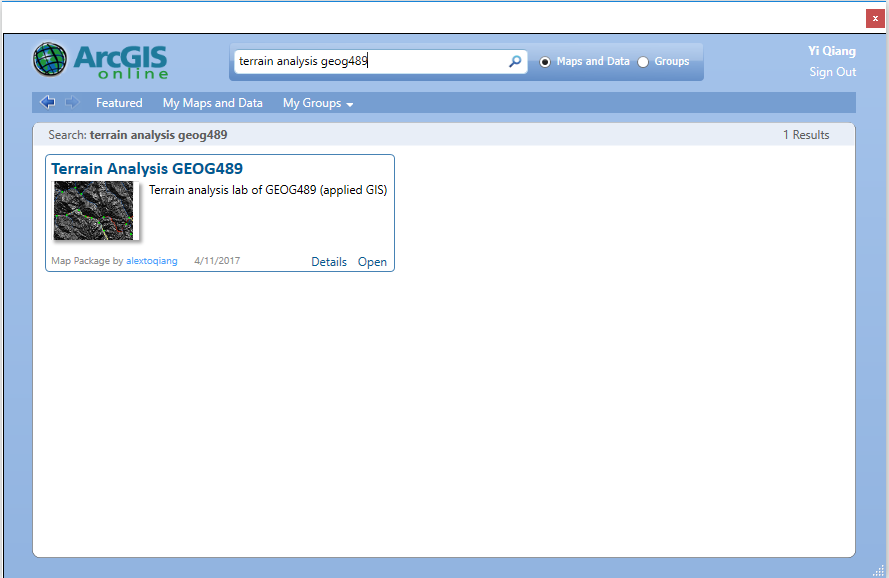 x
ArcGIS
online
terrain analysis geog489
Maps and Data
Groups
Yi Qiang
Sign Out
Featured
My Maps and Data
My Groups
Search: terrain analysis geog489
1 Results
Terrain Analysis GEOG489
Terrain analysis lab of GEOG489 (applied GIS)
Map Package by alextoqiang
4/11/2017
Details
Open